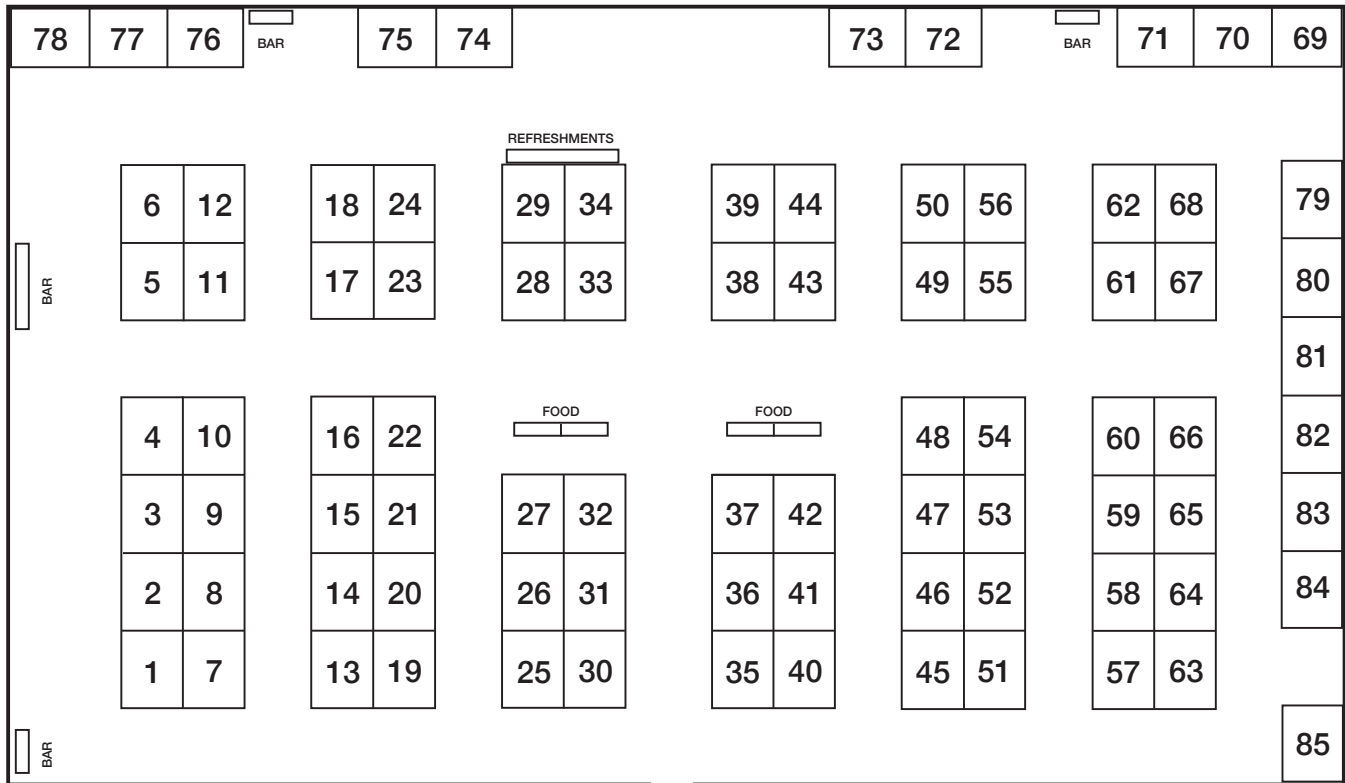 78 77 76 BAR 75 74 73 72 BAR 71 70 69
REFRESHMENTS
6 12 18 24 29 34 39 44 50 56 62 68 79
5 11 17 23 28 33 38 43 49 55 61 67 80
BAR
81
FOOD FOOD
4 10 16 22 48 54 60 66 82
3 9 15 21 27 32 37 42 47 53 59 65 83
2 8 14 20 26 31 36 41 46 52 58 64 84
1 7 13 19 25 30 35 40 45 51 57 63
BAR
85